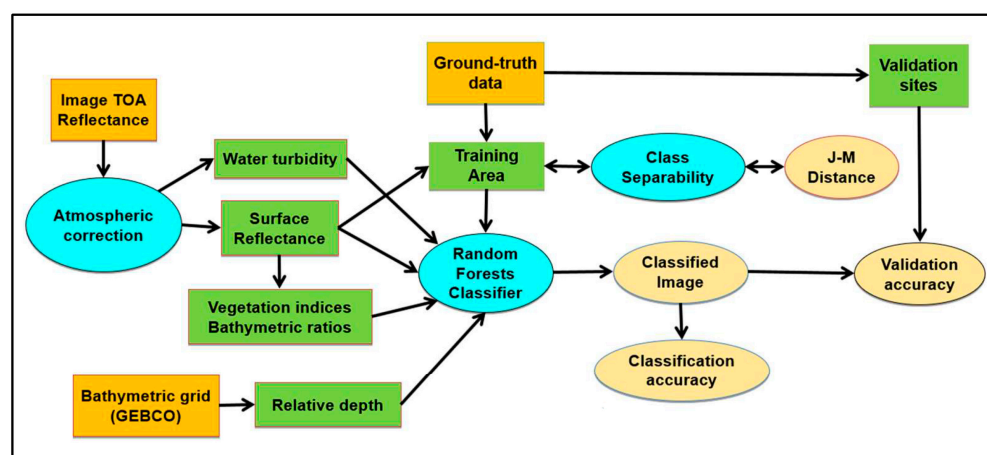 Ground-truth
data
Validation
sites
Image TOA
Reflectance
Water turbidity
Training
Area
Class
Separability
J-M
Distance
Atmospheric
correction
Surface
Reflectance
Random
Forests
Classifier
Classified
Image
Validation
accuracy
Vegetation indices
Bathymetric ratios
Classification
accuracy
Bathymetric grid
(GEBCO)
Relative depth